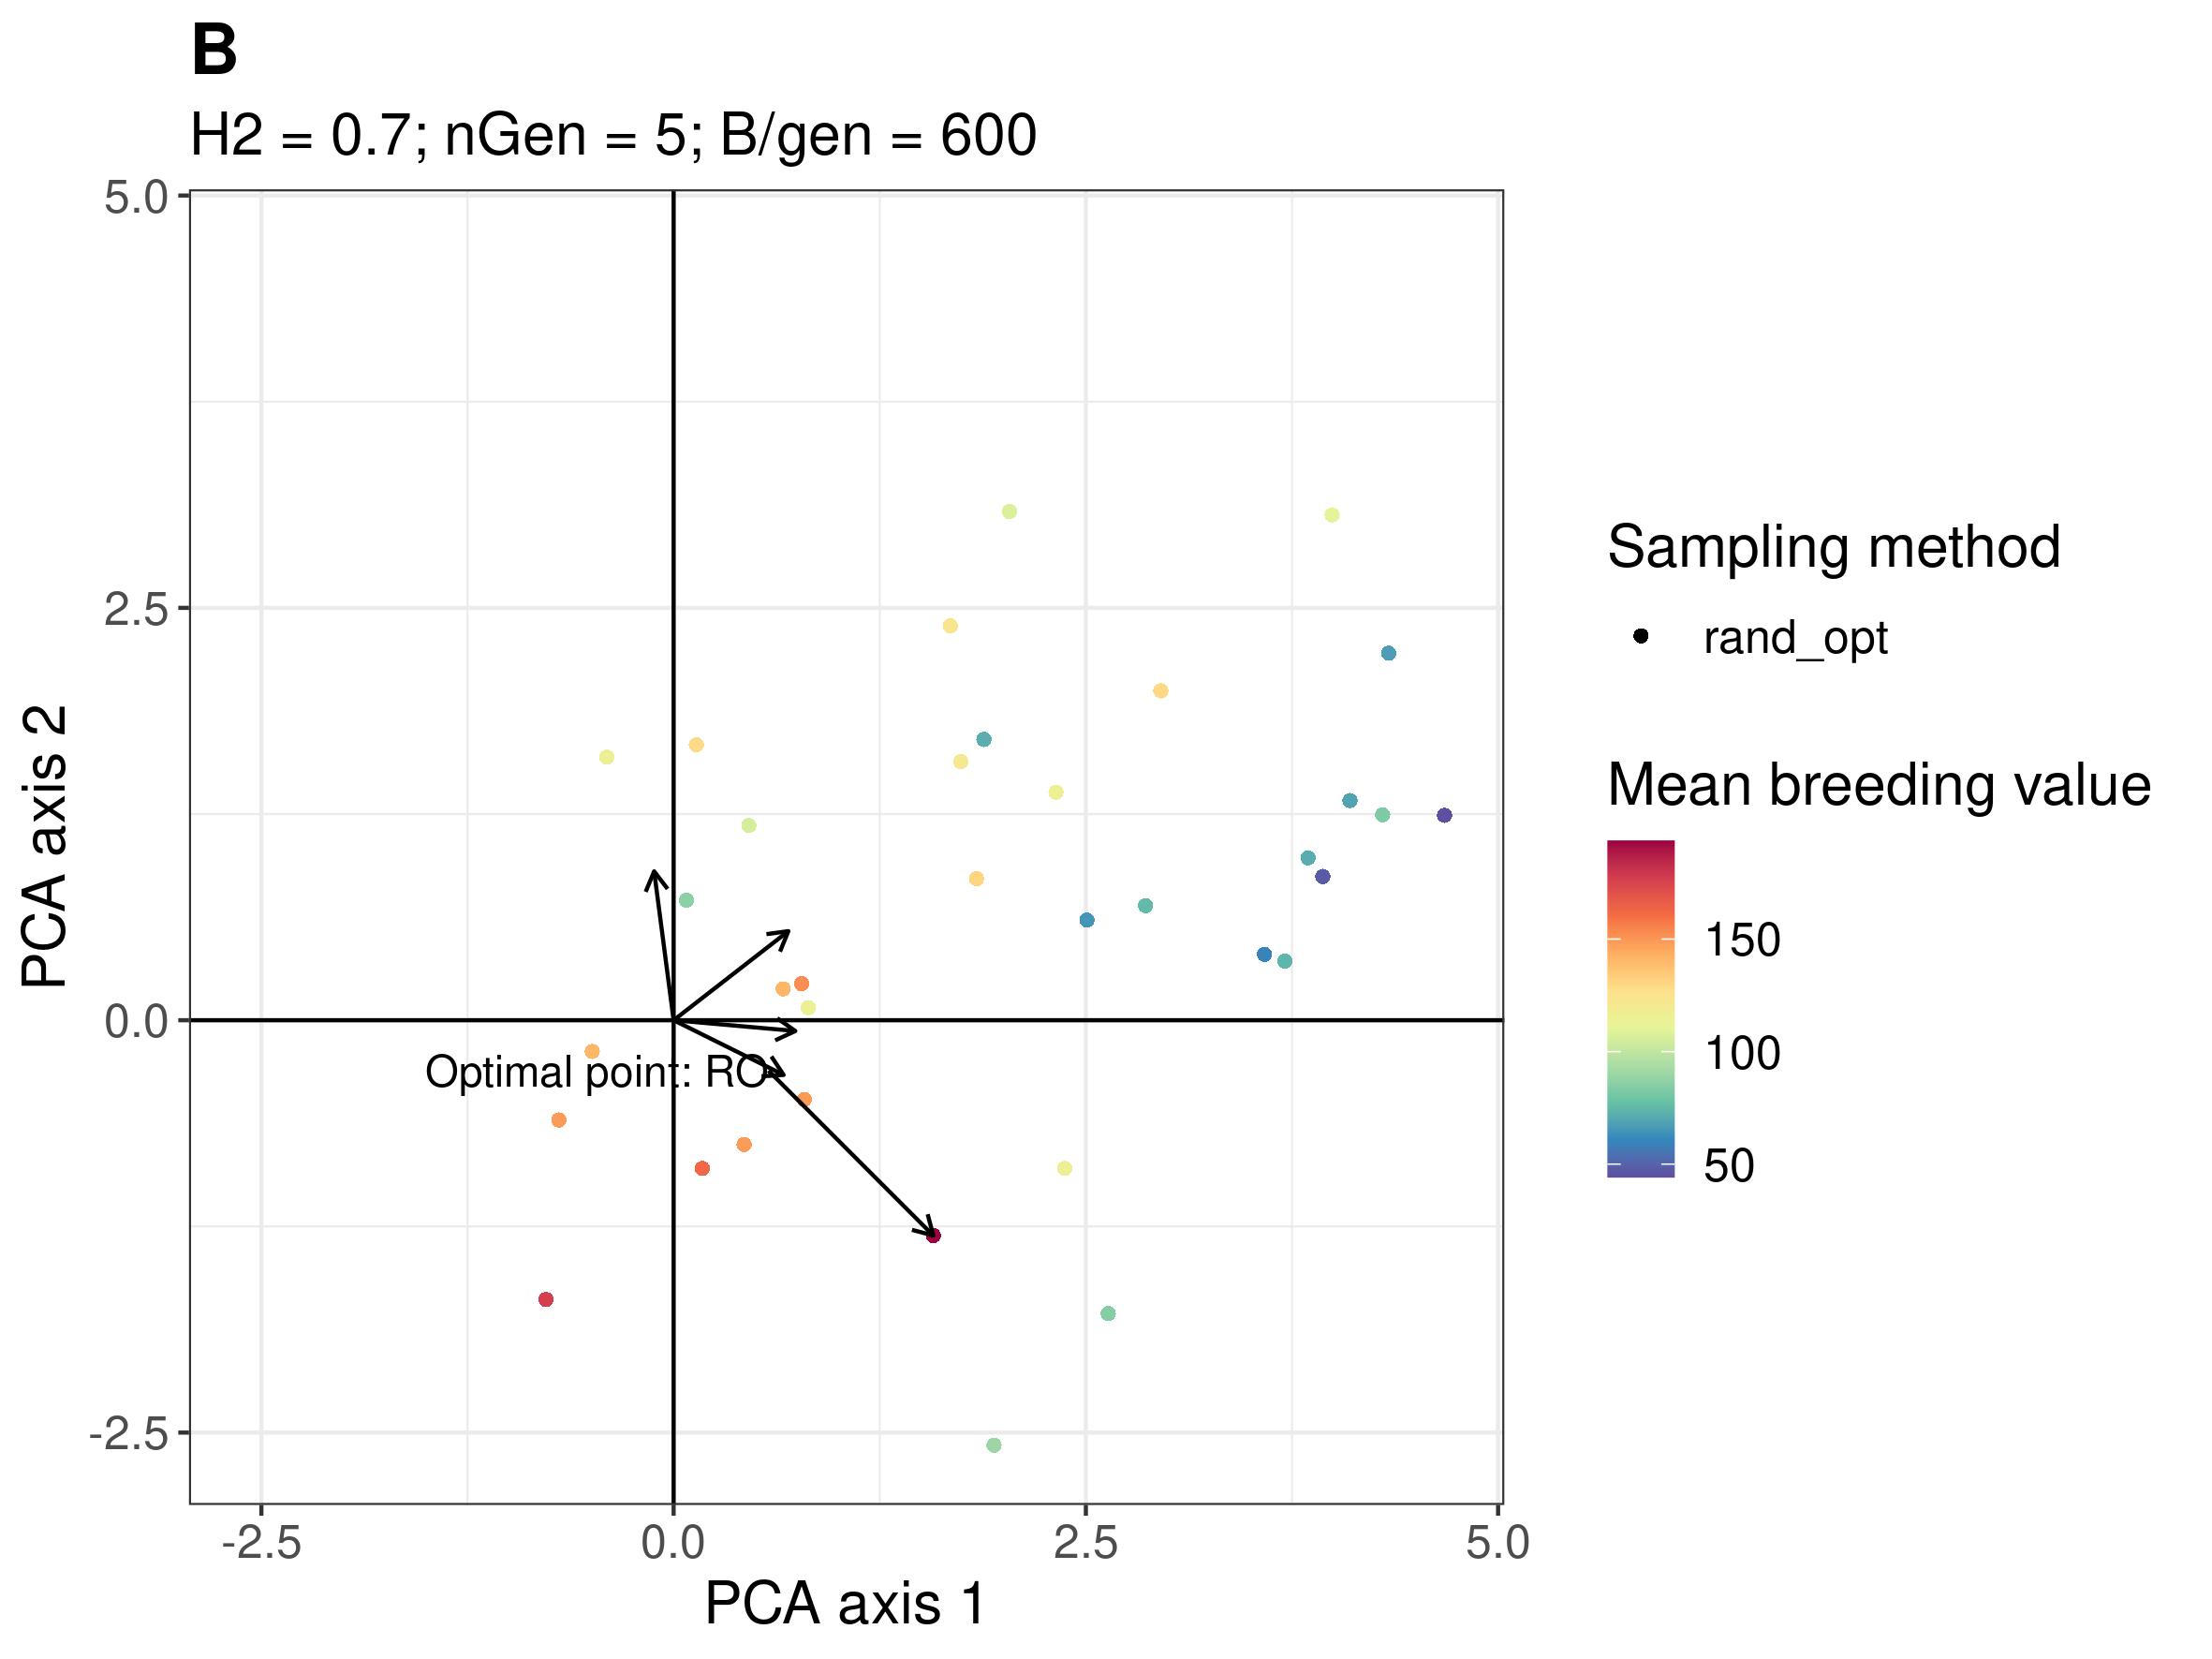 B
H2 = 0.7; nGen = 5; B/gen = 600
5.0
2.5
0.0
-2.5
PCA axis 2
Optimal point: RO
-2.5
0.0
2.5
5.0
PCA axis 1
Sampling method
rand_opt
Mean breeding value
150
100
50